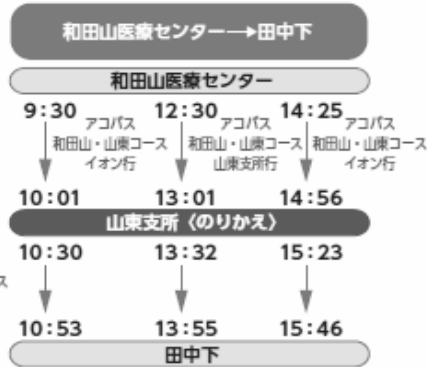 和田山医療センター→田中下
和田山医療センター
9:30 12:30 14:25
アコバス アコバス アコバス
和田山・山東コース 和田山・山東コース 和田山・山東コース
イオン行 山東支所行 イオン行
10:01 13:01 14:56
山東支所〈のりかえ〉
10:30 13:32 15:23
ス
10:53 13:55 15:46
田中下